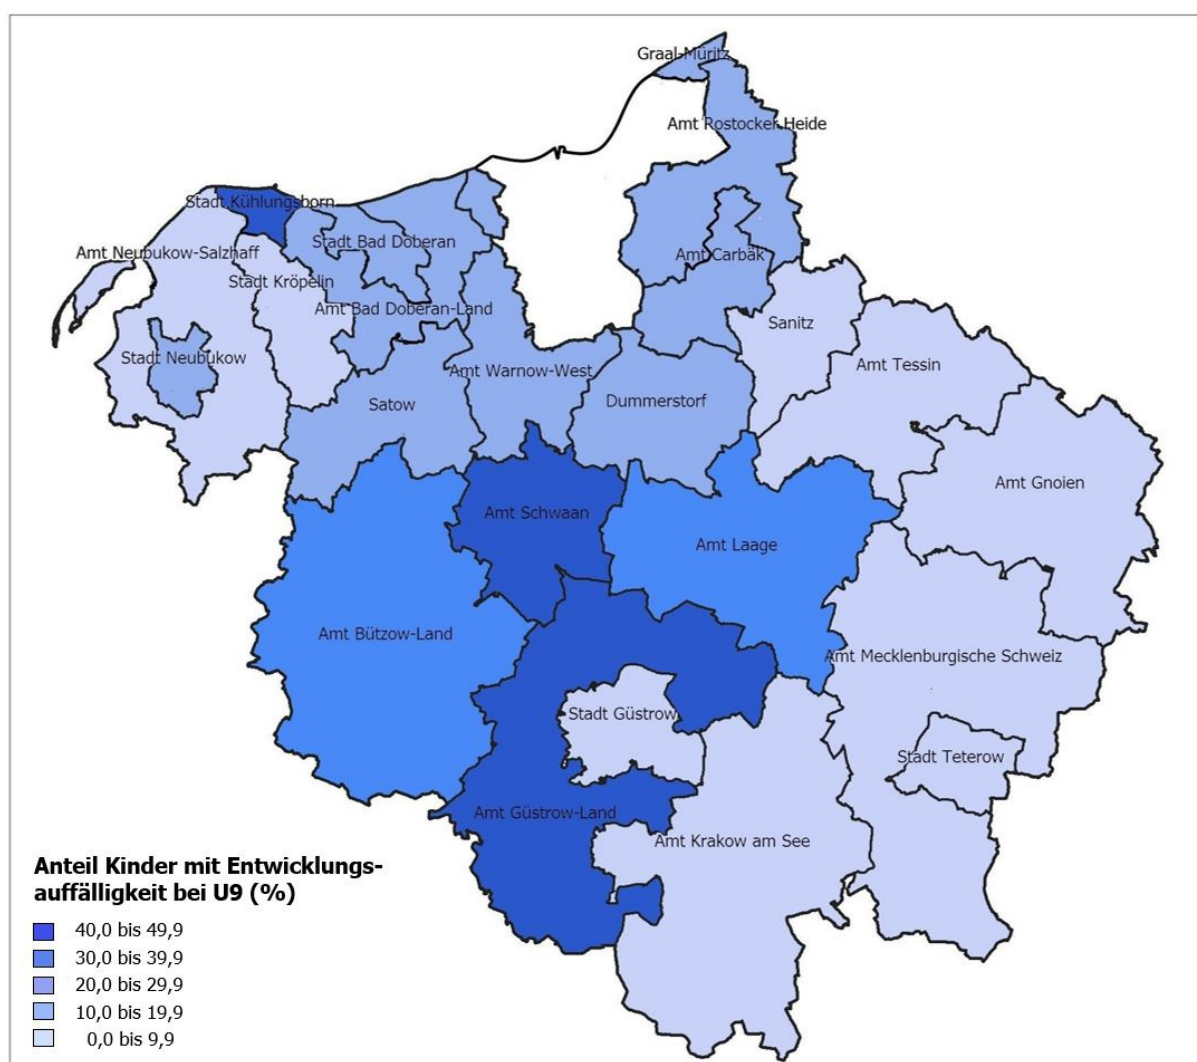 Graal-Müritz
Amt Rostocker Heide
Stadt Kühlungsborn
Stadt Bad Doberan
Amt Neubukow-Salzhaff
Amt Carbäk
Stadt Kröpelin
Amt Bad Doberan-Land
Sanitz
Stadt Neubukow
Amt Tessin
Amt Warnow-West
Satow
Dummerstorf
Amt Gnoien
Amt Schwaan
Amt Laage
Amt Bützow-Land
Amt Mecklenburgische Schweiz
Stadt Güstrow
Stadt Teterow
Amt Güstrow-Land
Amt Krakow am See
Anteil Kinder mit Entwicklungs-
auffälligkeit bei U9 (%)
40,0 bis 49,9
30,0 bis 39,9
20,0 bis 29,9
10,0 bis 19,9
0,0 bis 9,9